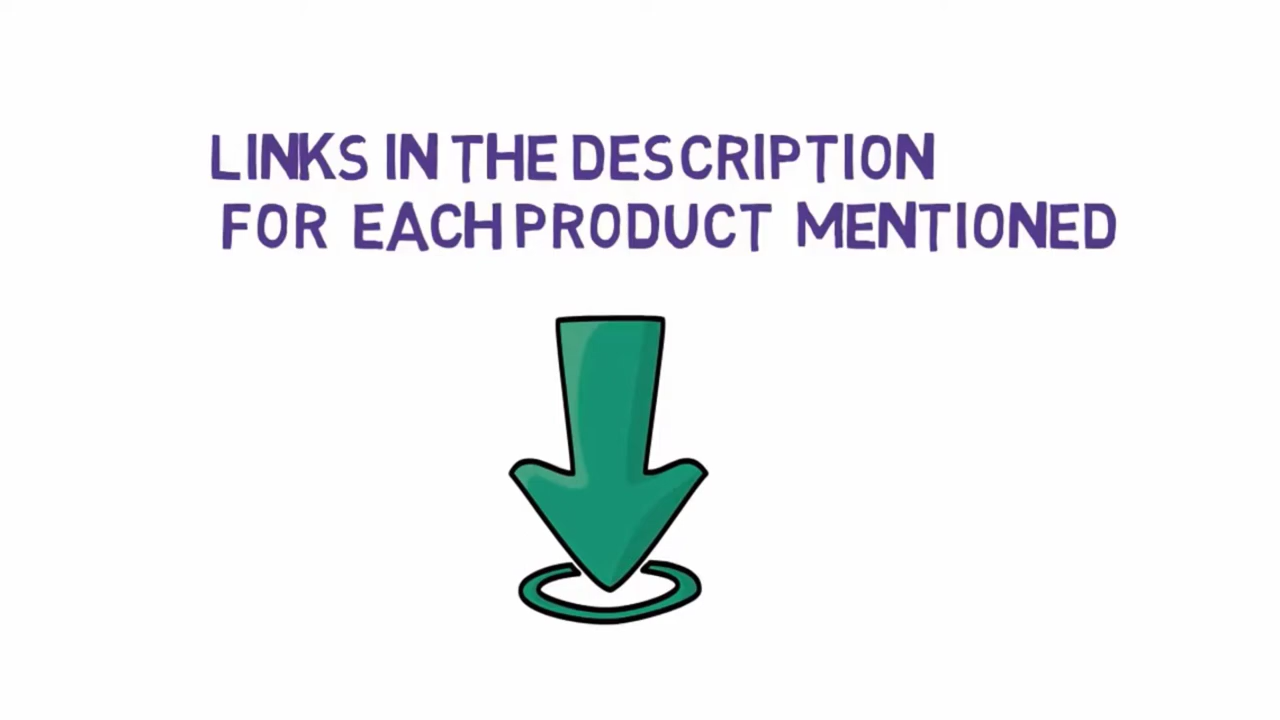 LINKS IN THE DESCRIPTION
FOR EACH PRODUCT MENTIONED